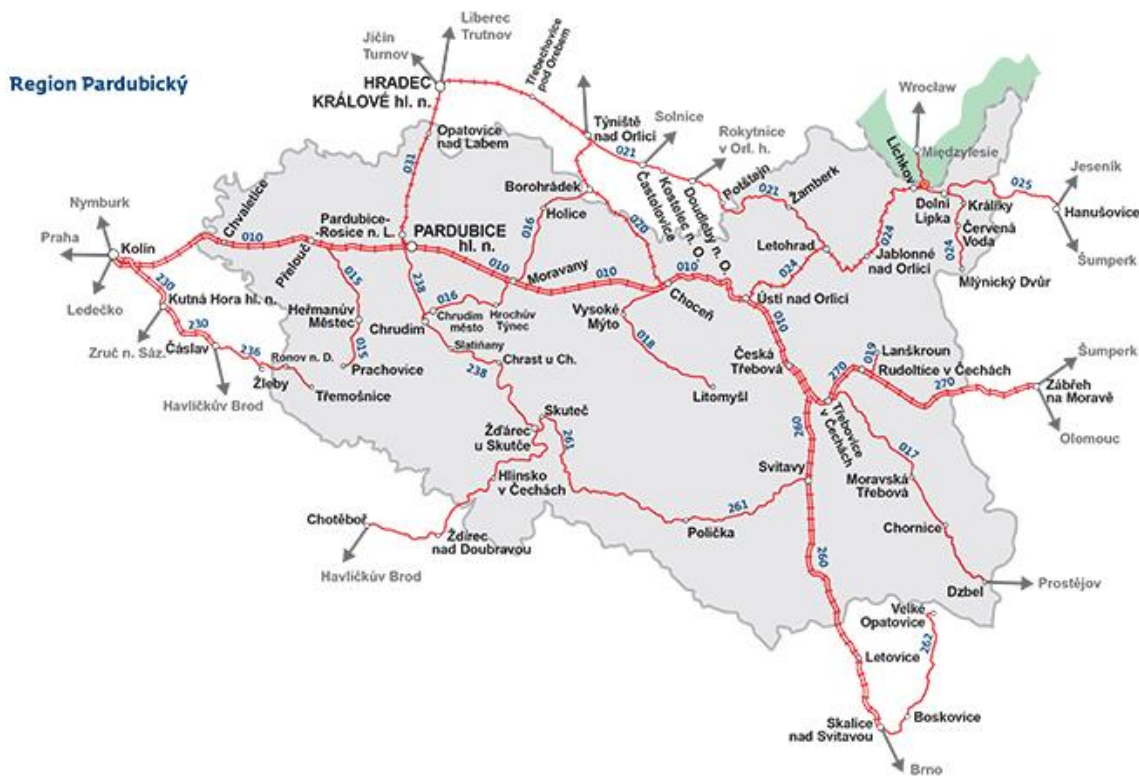 Region Pardubický
Liberec
Trutnov
Jičín
Turnov
HRADEC
KRÁLOVÉ hl. n.
Třebechovice
pod Orebem
Opatovice
nad Labem
031
Týniště
nad Orlicí
Solnice
021
Rokytnice
v Orl. h.
Častolovice
Kostelec n. O.
Doudleby n. O.
Potštejn
021
Žamberk
Wrocław
Międzylesie
Lichkov
Dolní
Lipka
Králíky
Červená
Voda
024
Mlýnický Dvůr
025
Jeseník
Hanušovice
Šumperk
Letohrad
024
024
Jablonné
nad Orlicí
Borohrádek
Holice
016
020
Nymburk
Praha
Kolín
Ledečko
Chvaletice
010
Přelouč
Pardubice-
Rosice n. L.
PARDUBICE
hl. n.
010
Moravany
010
010
Choceň
Ústí nad Orlicí
010
230
Kutná Hora hl. n.
230
Zruč n. Sáz.
Čáslav
236
Ronov n. D.
Žleby
Třemošnice
Havlíčkův Brod
015
Heřmanův
Městec
015
Prachovice
238
016
Chrudim
město
Hrochův
Týnec
Chrudim
Slatiňany
Chrast u Ch.
238
Vysoké
Mýto
018
Litomyšl
Česká
Třebová
019
Lanškroun
Rudoltice v Čechách
270
270
Šumperk
Zábřeh
na Moravě
Olomouc
Třebovice
v Čechách
260
017
Skuteč
261
Žďárec
u Skutče
Hlinsko
v Čechách
Chotěboř
Ždírec
nad Doubravou
Havlíčkův Brod
Svitavy
261
Polička
Moravská
Třebová
Chornice
Dzbel
Prostějov
260
Velké
Opatovice
262
Letovice
Boskovice
Skalice
nad Svitavou
Brno